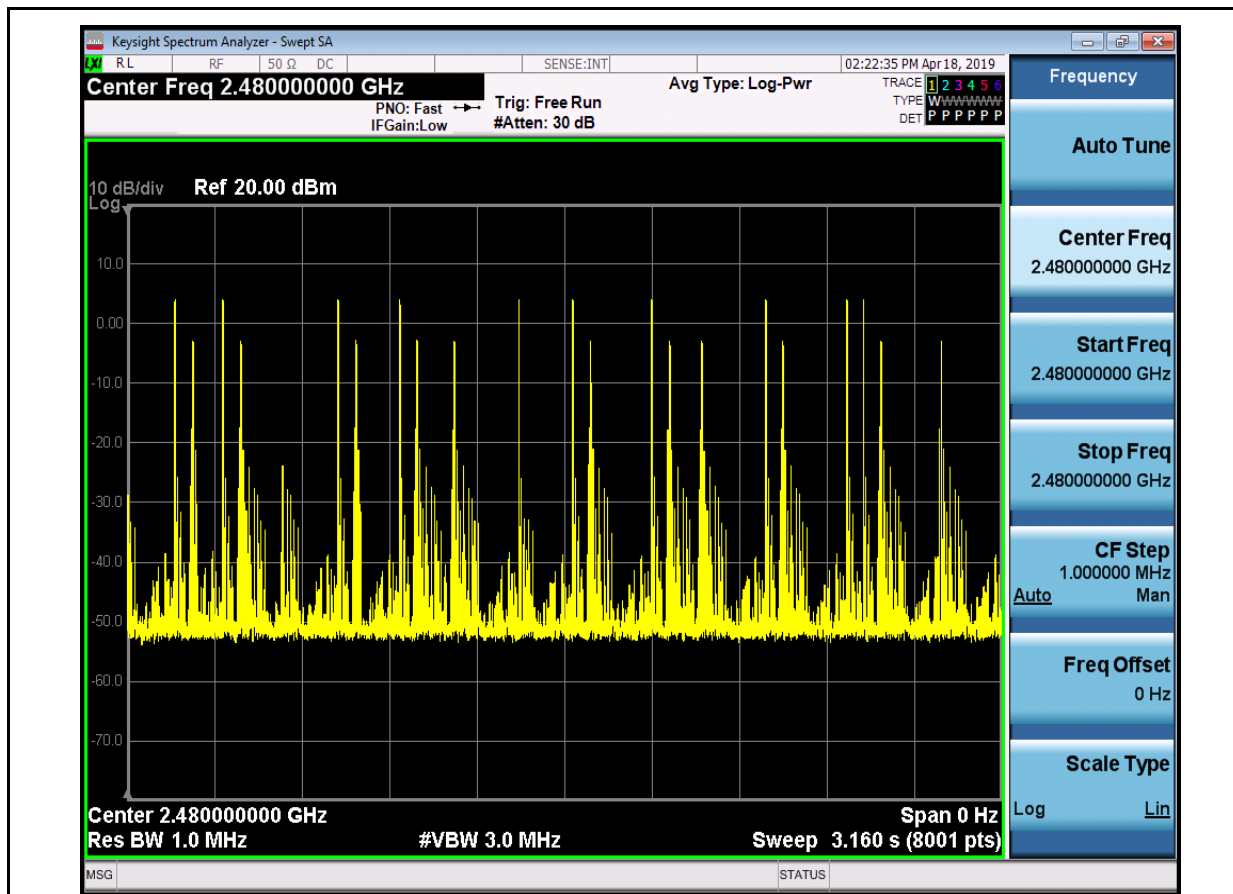 Keysight Spectrum Analyzer - Swept SA
LXI RL RF 50 Ω DC SENSE:INT 02:22:35 PM Apr 18, 2019
Center Freq 2.480000000 GHz
PNO: Fast
IFGain:Low
Trig: Free Run
#Atten: 30 dB
Avg Type: Log-Pwr
TRACE 1 2 3 4 5 6
TYPE WWWWWW
DET P P P P P P
10 dB/div Ref 20.00 dBm
Log
10.0
0.00
-10.0
-20.0
-30.0
-40.0
-50.0
-60.0
-70.0
Center 2.480000000 GHz Span 0 Hz
Res BW 1.0 MHz #VBW 3.0 MHz Sweep 3.160 s (8001 pts)
MSG STATUS
Frequency
Auto Tune
Center Freq
2.480000000 GHz
Start Freq
2.480000000 GHz
Stop Freq
2.480000000 GHz
CF Step
1.000000 MHz
Auto Man
Freq Offset
0 Hz
Scale Type
Log Lin